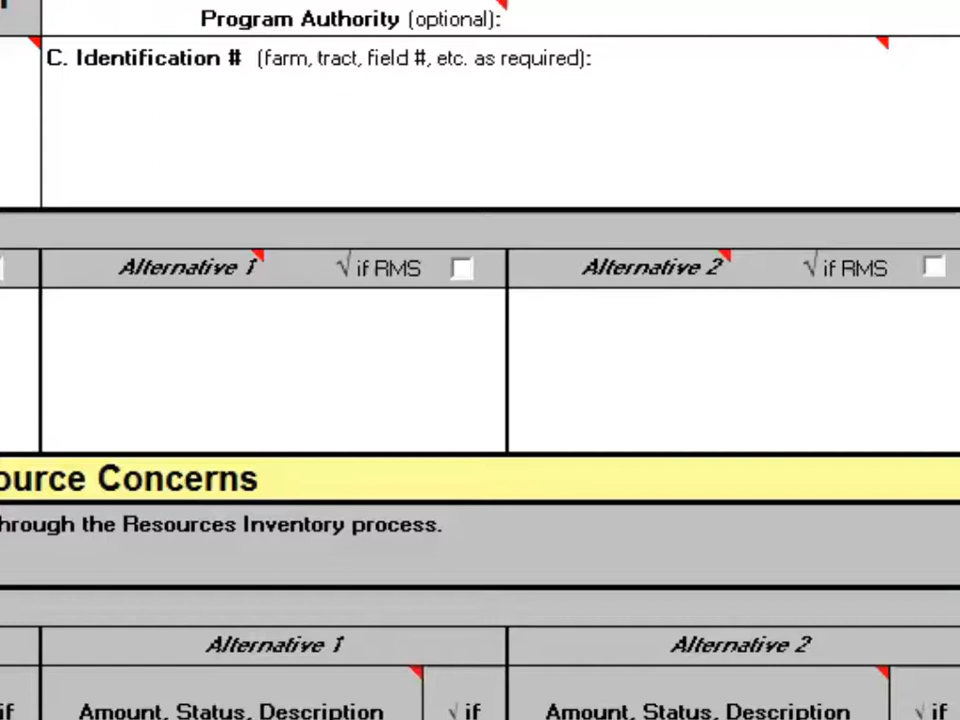 Program Authority (optional):
C. Identification # (farm, tract, field #, etc. as required):
Alternative 1 √ if RMS Alternative 2 √ if RMS
ource Concerns
hrough the Resources Inventory process.
Alternative 1 Alternative 2
if Amount, Status, Description √ if Amount, Status, Description √ if